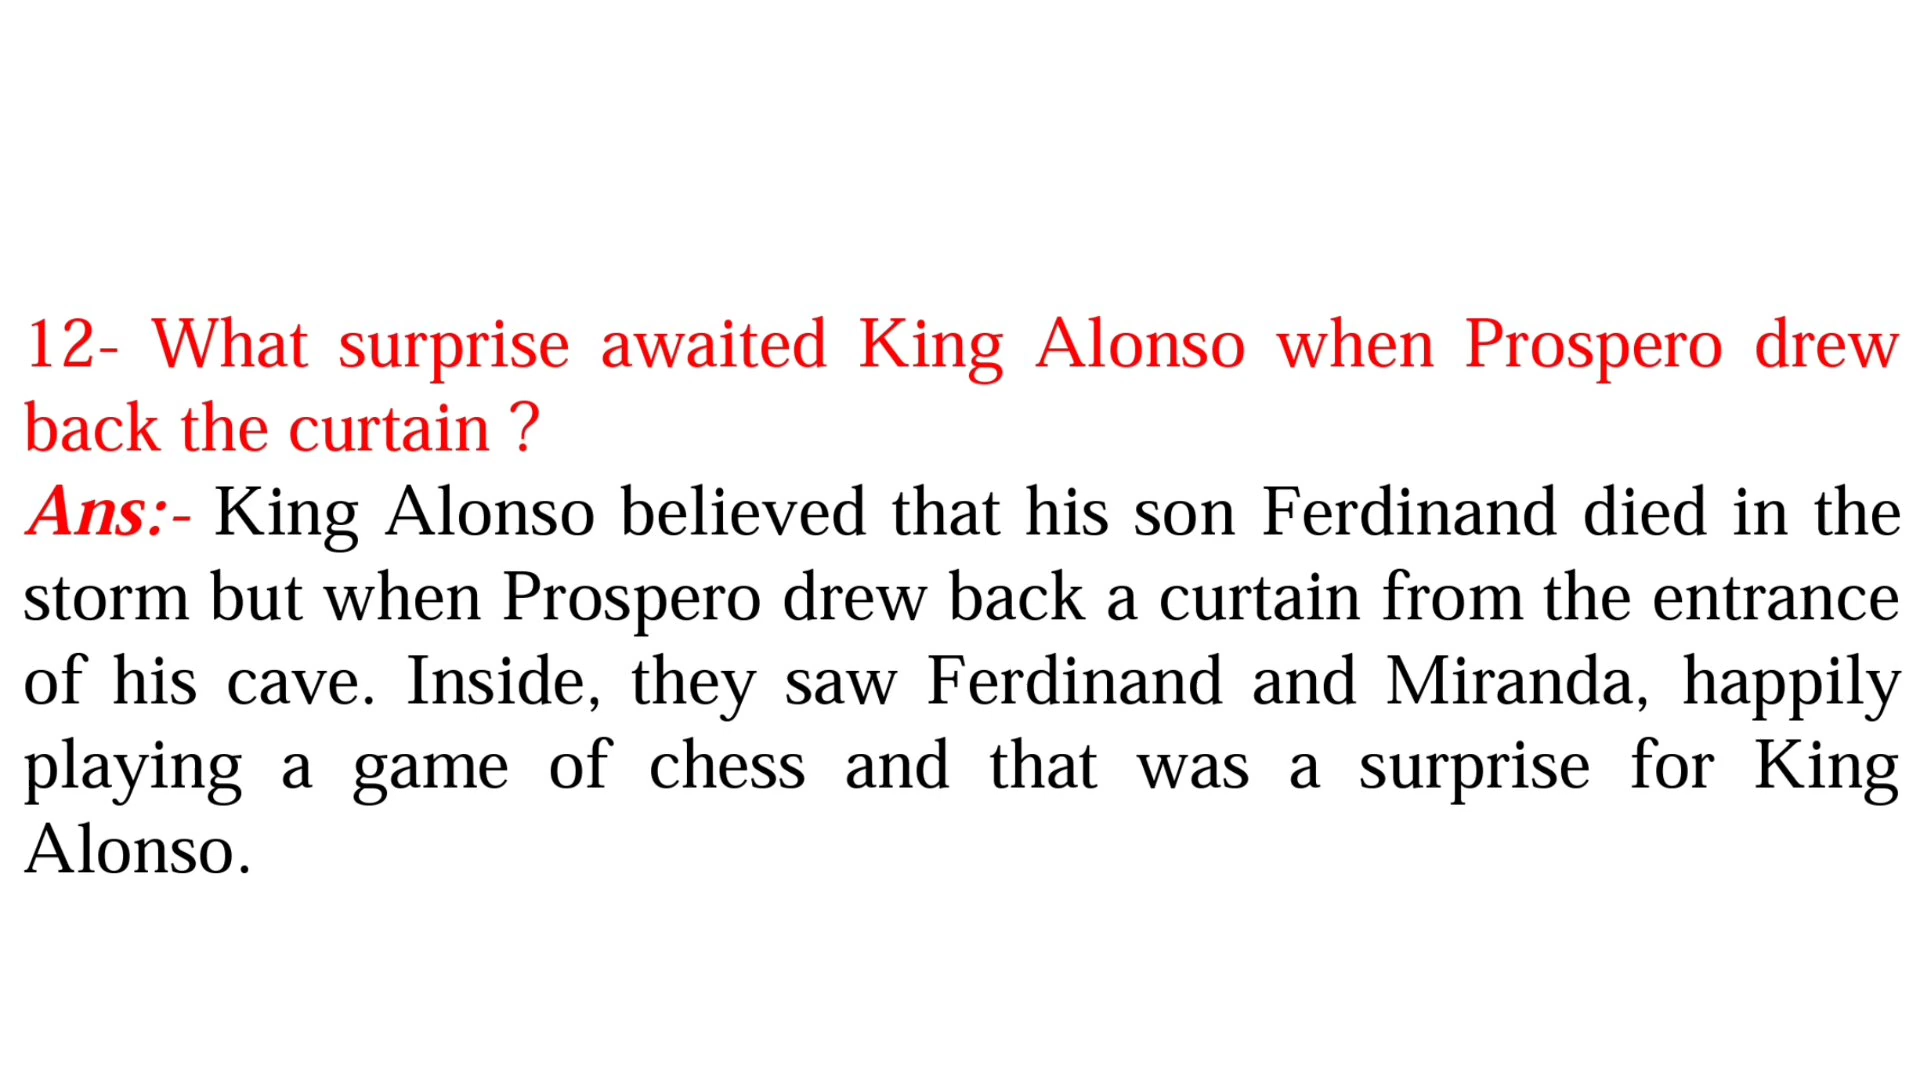 12- What surprise awaited King Alonso when Prospero drew
back the curtain ?
Ans:- King Alonso believed that his son Ferdinand died in the
storm but when Prospero drew back a curtain from the entrance
of his cave. Inside, they saw Ferdinand and Miranda, happily
playing a game of chess and that was a surprise for King
Alonso.